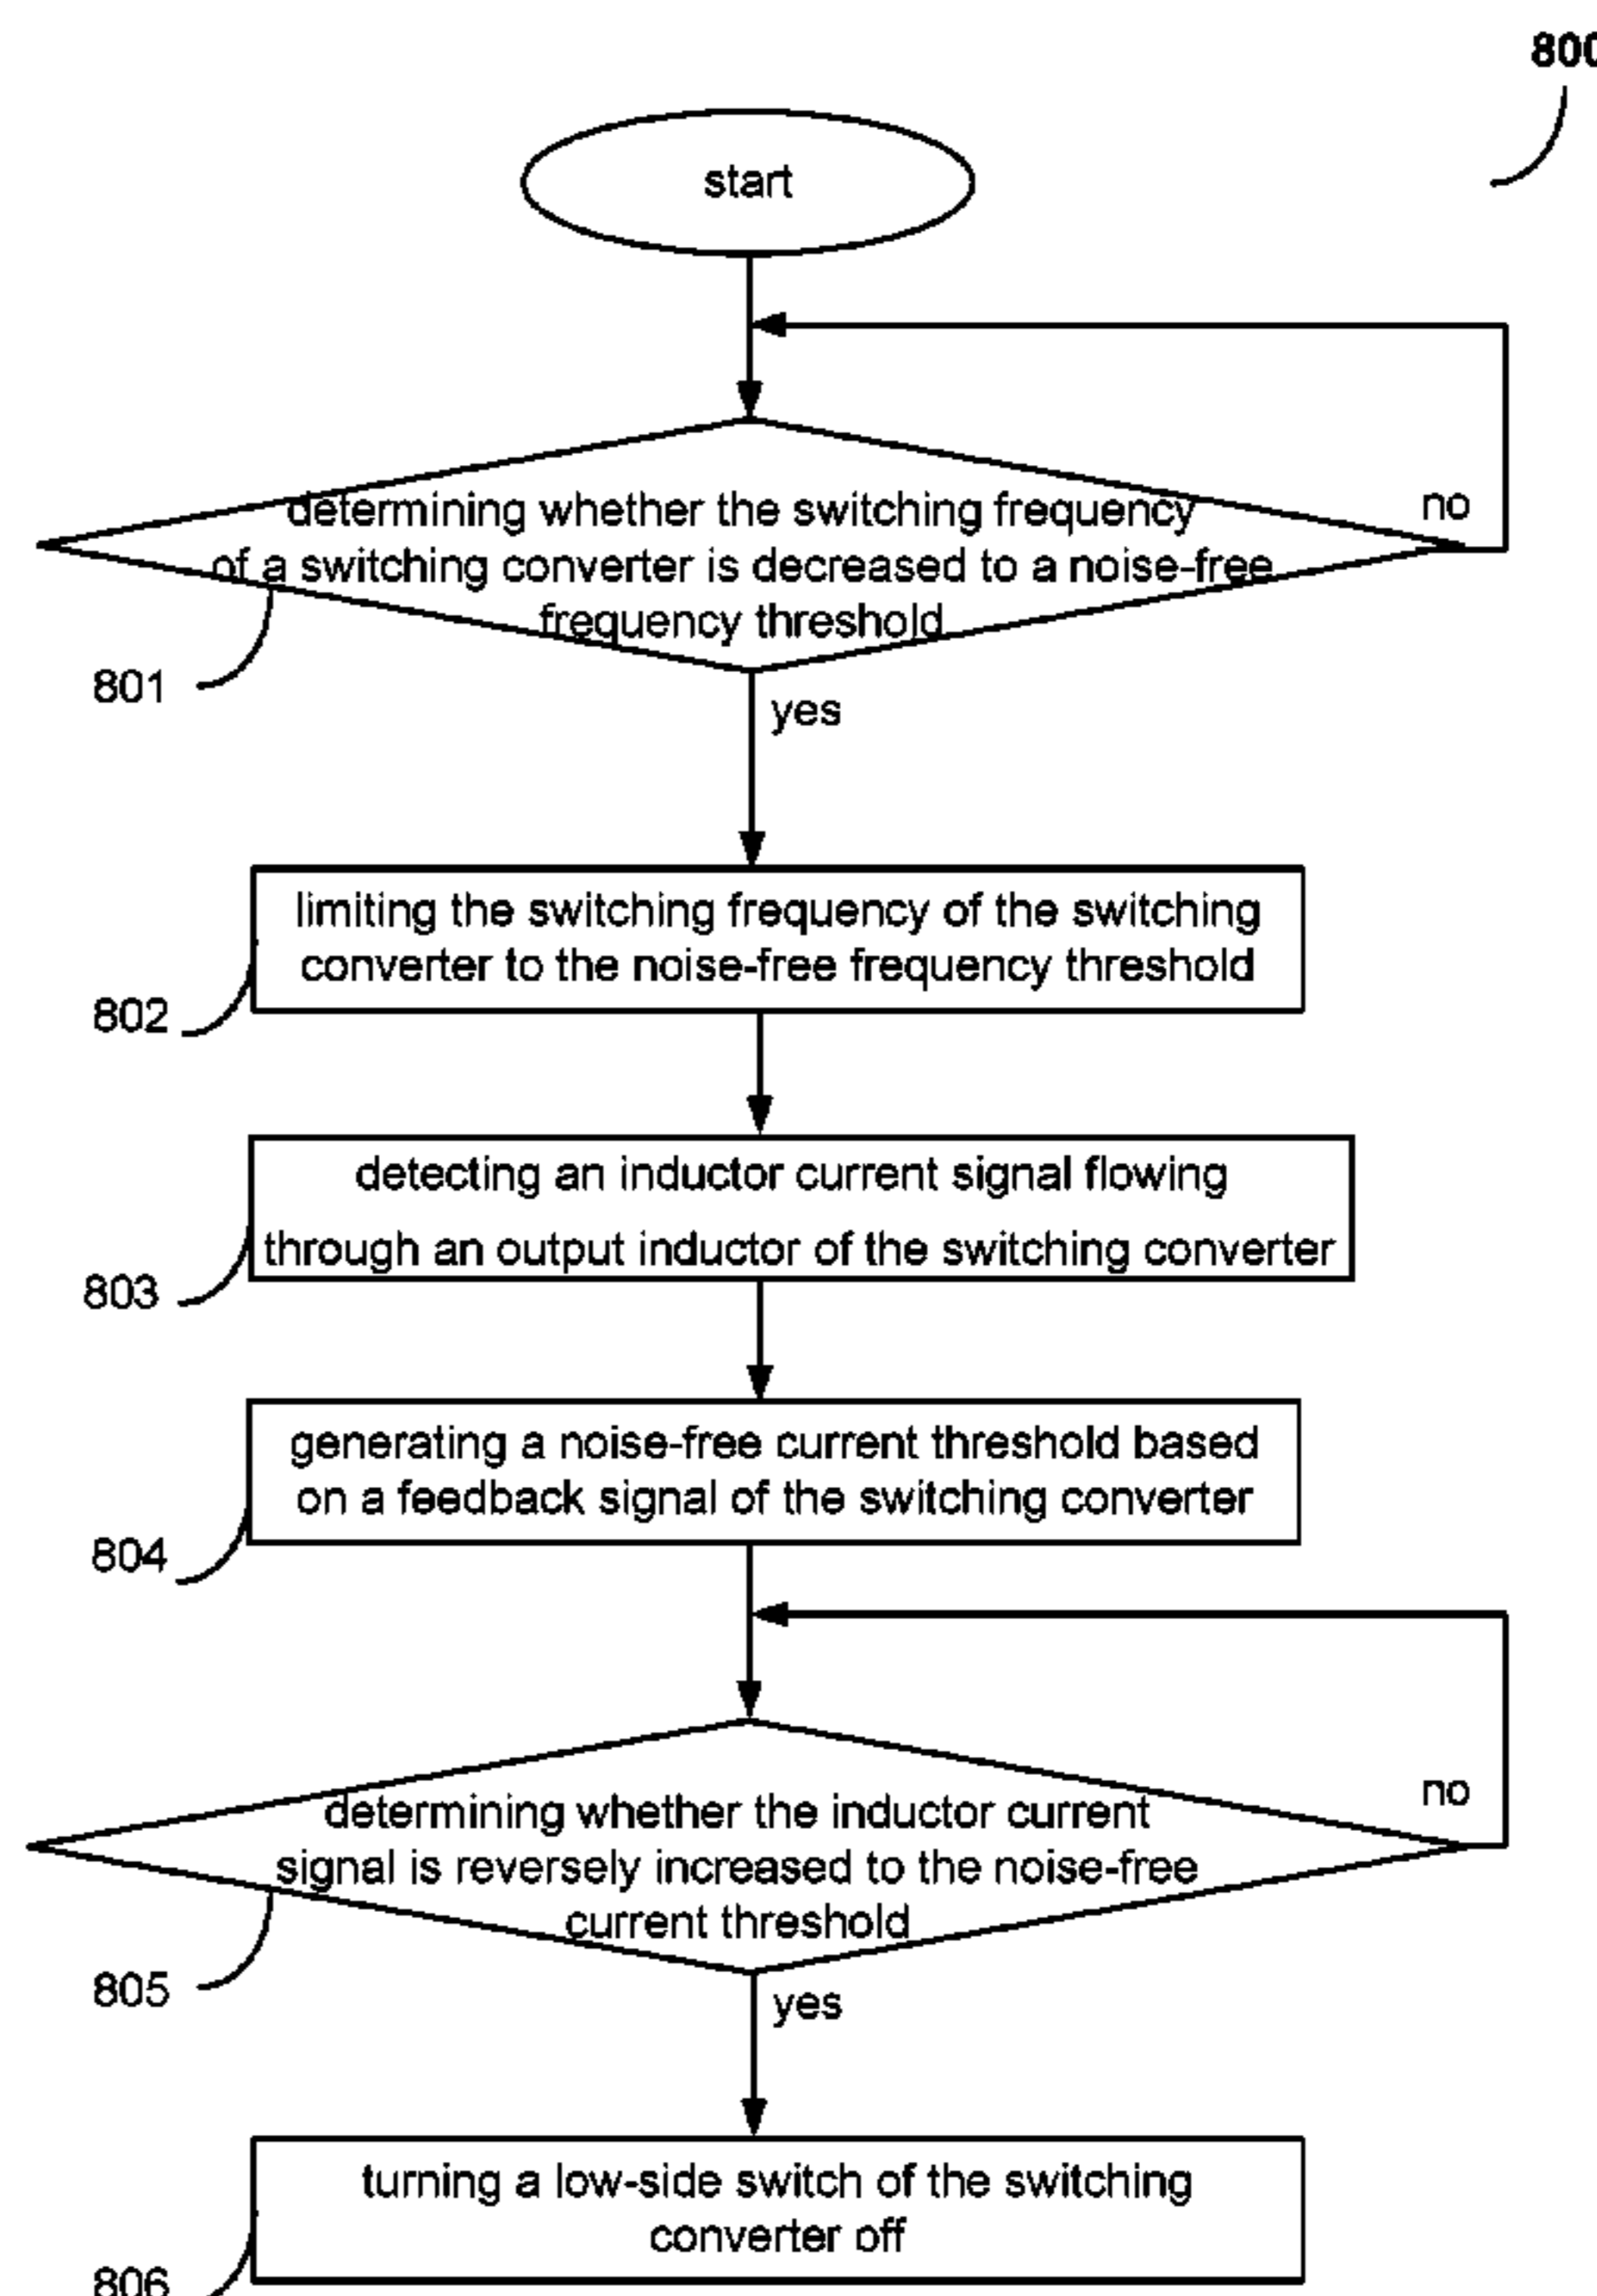 800
start
determining whether the switching frequency
of a switching converter is decreased to a noise-free
frequency threshold
no
801
yes
limiting the switching frequency of the switching
converter to the noise-free frequency threshold
802
detecting an inductor current signal flowing
through an output inductor of the switching converter
803
generating a noise-free current threshold based
on a feedback signal of the switching converter
804
determining whether the inductor current
signal is reversely increased to the noise-free
current threshold
no
805
yes
turning a low-side switch of the switching
converter off
806